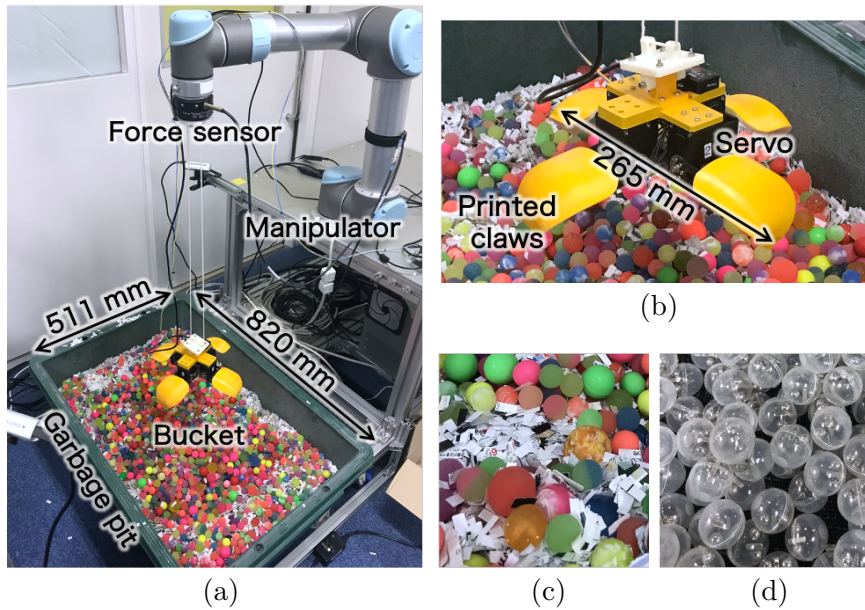 Force sensor
Manipulator
511 mm
820 mm
Bucket
Garbage pit
(a)
Servo
265 mm
Printed
claws
(b)
(c)
(d)